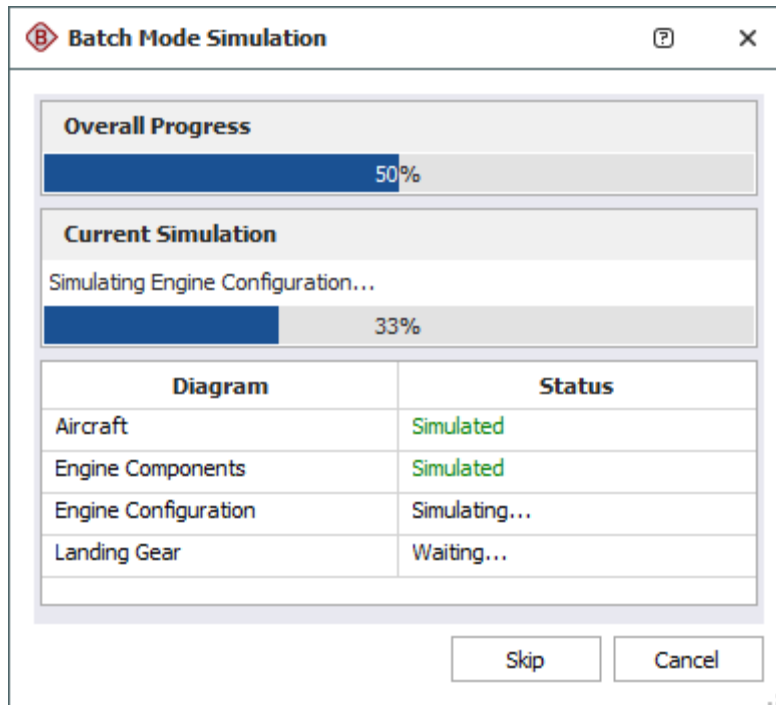 B Batch Mode Simulation ?
Overall Progress
50%
Current Simulation
Simulating Engine Configuration...
33%
Diagram Status
Aircraft Simulated
Engine Components Simulated
Engine Configuration Simulating...
Landing Gear Waiting...
Skip Cancel